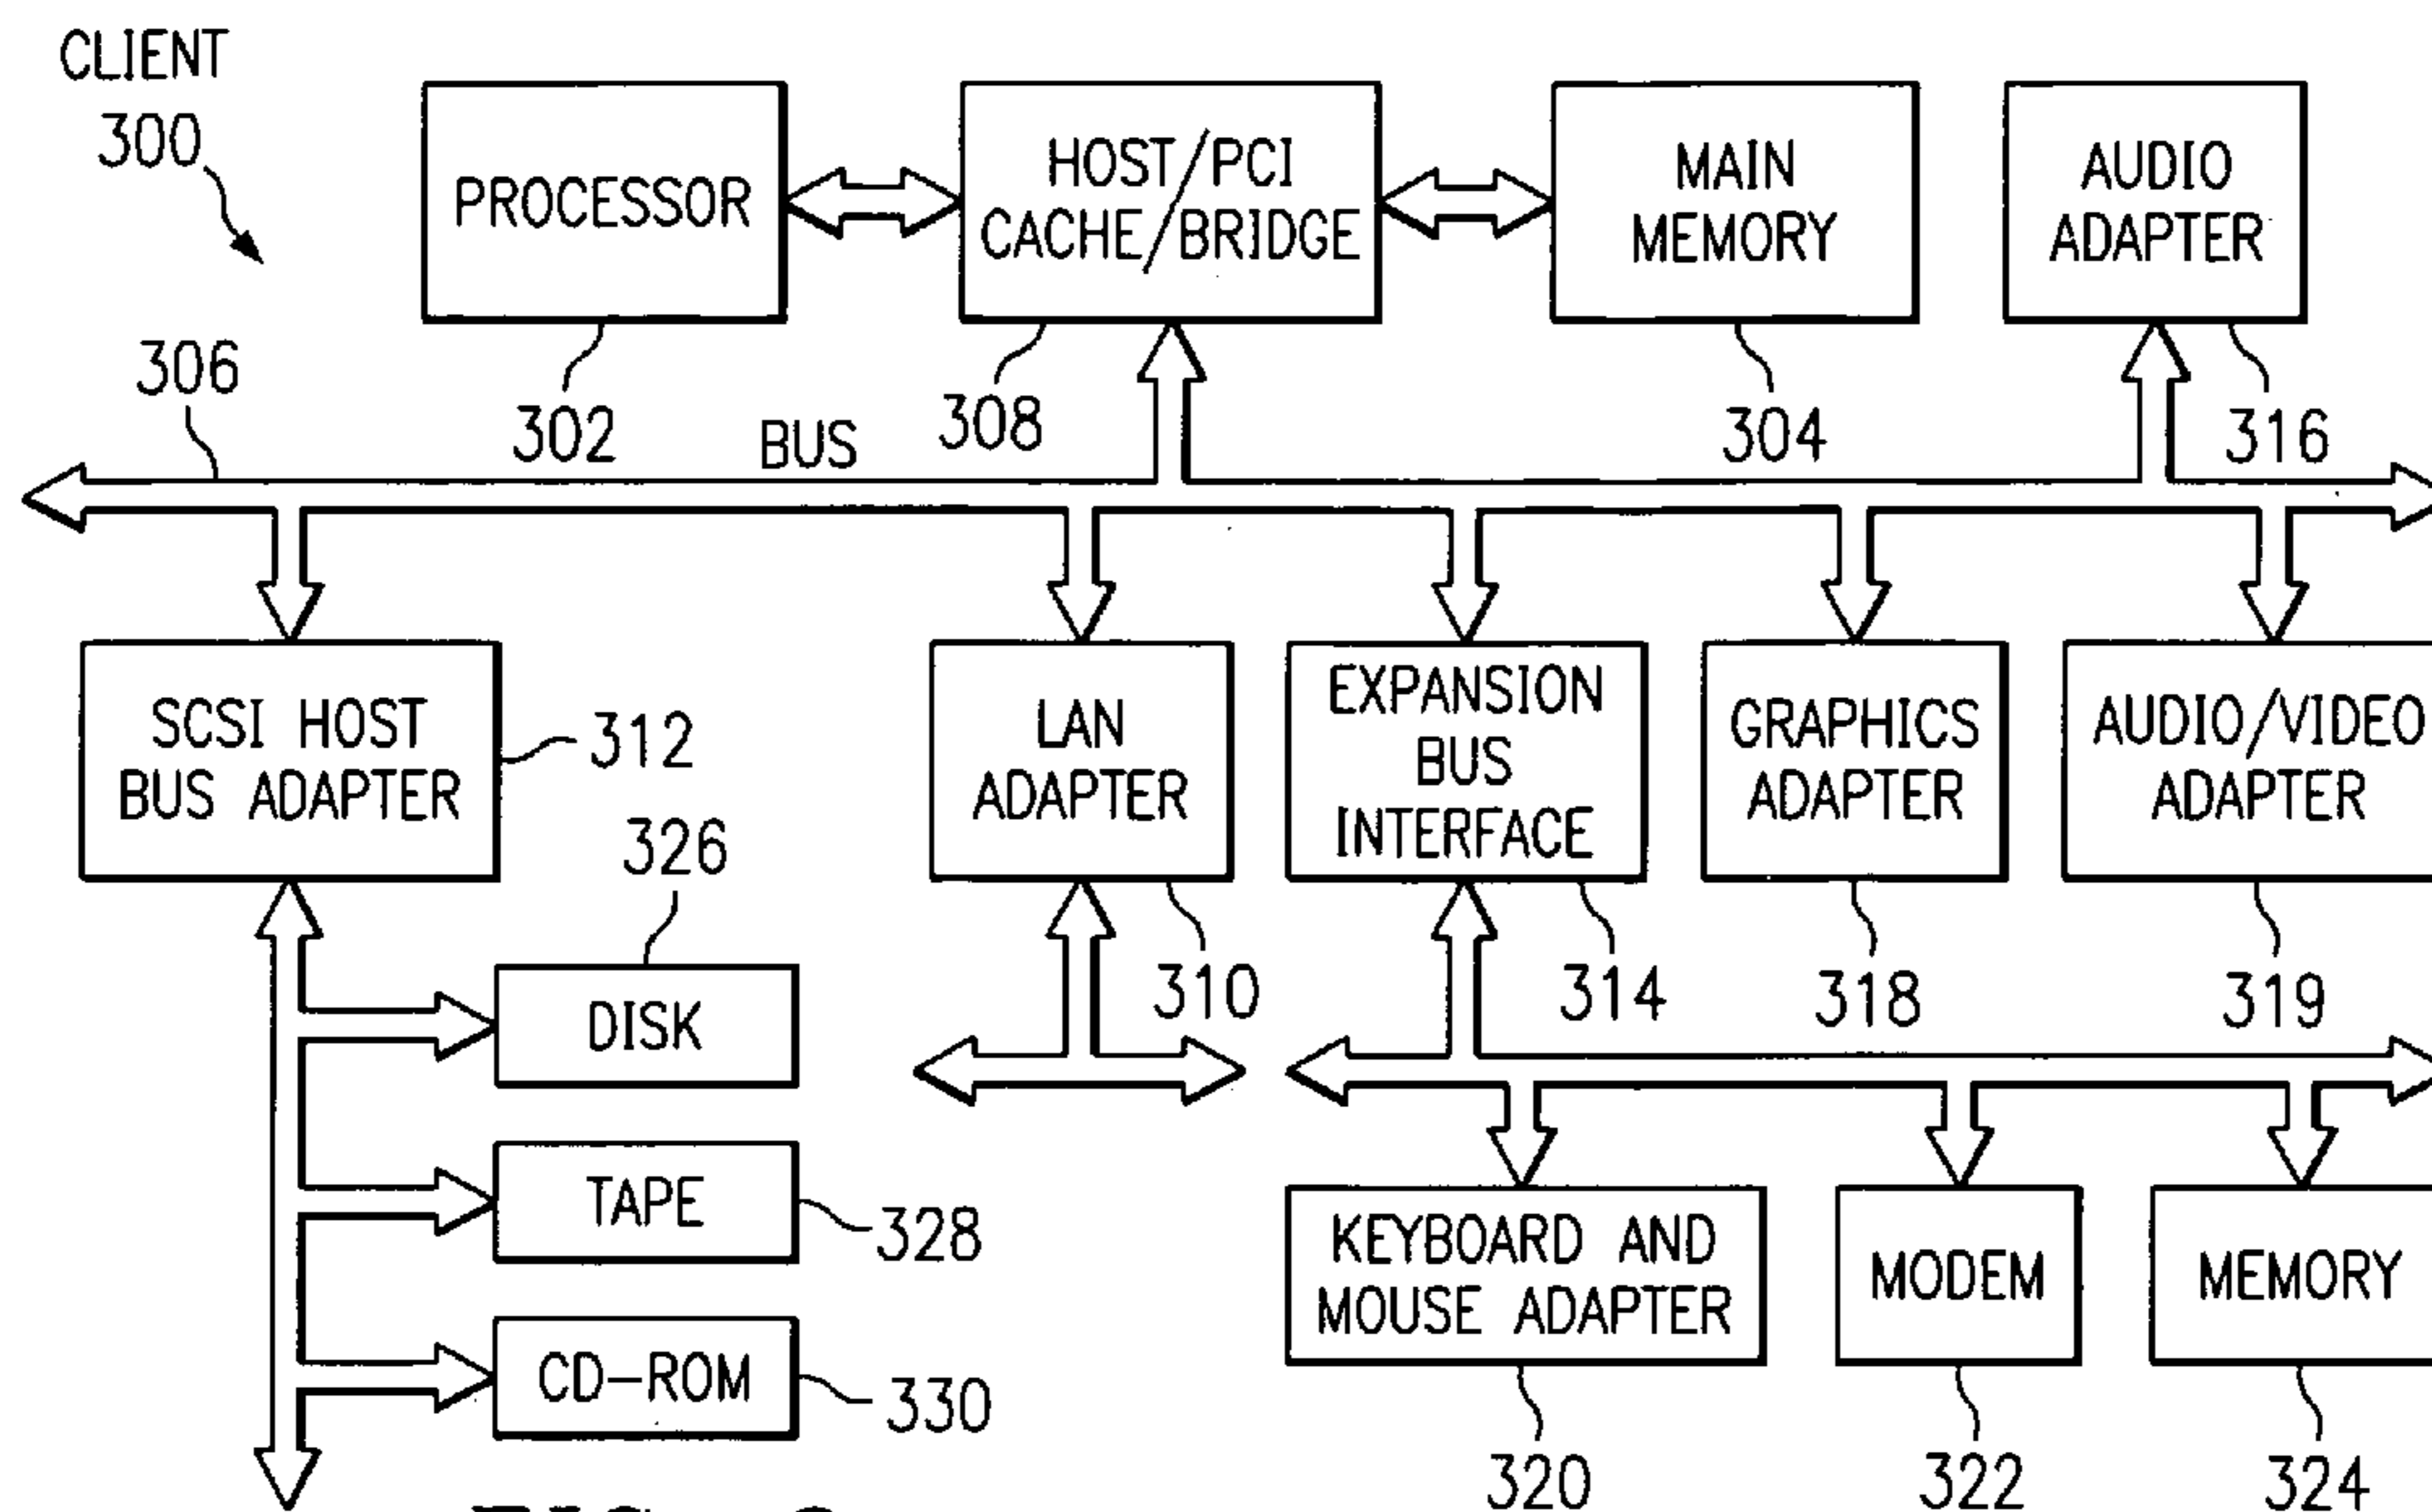 CLIENT
300
PROCESSOR
HOST/PCI
CACHE/BRIDGE
MAIN
MEMORY
AUDIO
ADAPTER
306
302
BUS
308
304
316
SCSI HOST
BUS ADAPTER
312
LAN
ADAPTER
EXPANSION
BUS
INTERFACE
GRAPHICS
ADAPTER
AUDIO/VIDEO
ADAPTER
326
310
314
318
319
DISK
TAPE
328
CD-ROM
330
KEYBOARD AND
MOUSE ADAPTER
MODEM
MEMORY
320
322
324